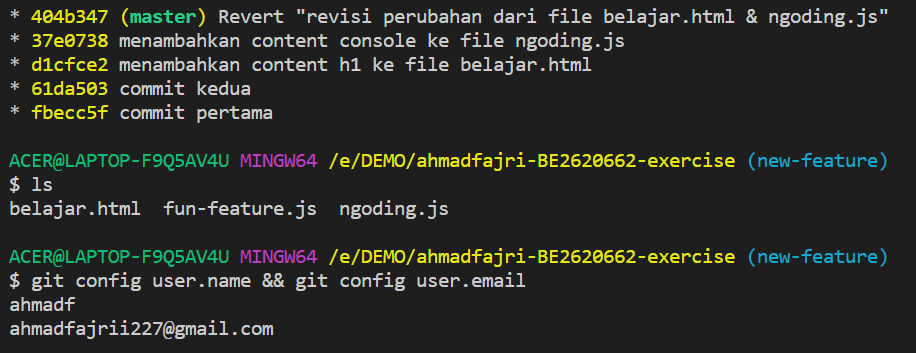 * 404b347 (master) Revert "revisi perubahan dari file belajar.html & ngoding.js"
* 37e0738 menambahkan content console ke file ngoding.js
* d1cfce2 menambahkan content h1 ke file belajar.html
* 61da503 commit kedua
* fbecc5f commit pertama
ACER@LAPTOP-F9Q5AV4U MINGW64 /e/DEMO/ahmadfajri-BE2620662-exercise (new-feature)
$ ls
belajar.html  fun-feature.js  ngoding.js
ACER@LAPTOP-F9Q5AV4U MINGW64 /e/DEMO/ahmadfajri-BE2620662-exercise (new-feature)
$ git config user.name && git config user.email
ahmadf
ahmadfajrii227@gmail.com